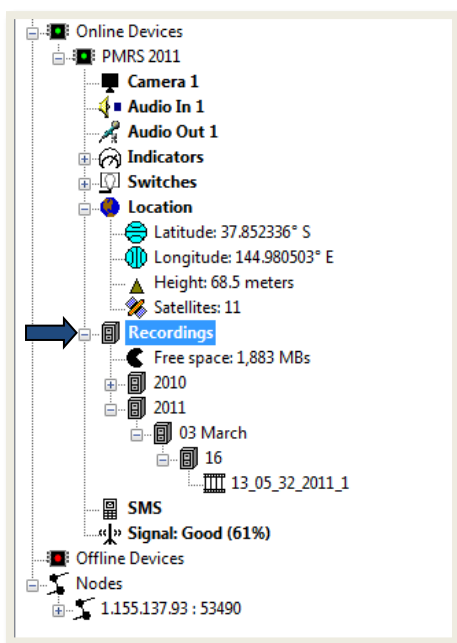 Online Devices
PMRS 2011
Camera 1
Audio In 1
Audio Out 1
Indicators
Switches
Location
Latitude: 37.852336° S
Longitude: 144.980503° E
Height: 68.5 meters
Satellites: 11
Recordings
Free space: 1,883 MBs
2010
2011
03 March
16
13_05_32_2011_1
SMS
Signal: Good (61%)
Offline Devices
Nodes
1.155.137.93 : 53490